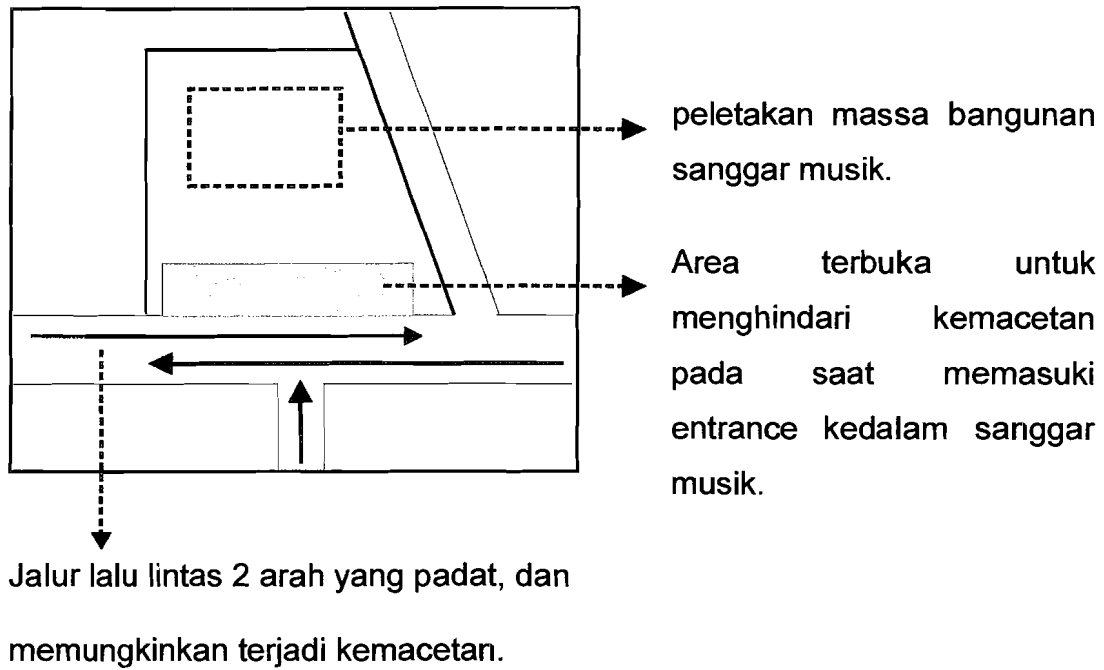 peletakan massa bangunan
sanggar musik.
Area terbuka untuk
menghindari kemacetan
pada saat memasuki
entrance kedalam sanggar
musik.
Jalur lalu lintas 2 arah yang padat, dan
memungkinkan terjadi kemacetan.